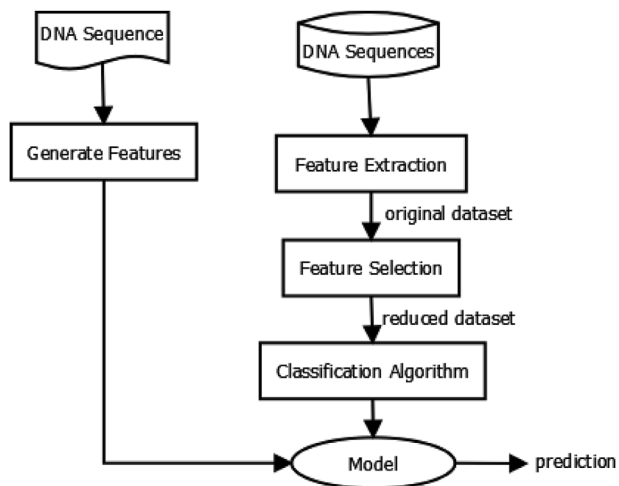 DNA Sequence
DNA Sequences
Generate Features
Feature Extraction
original dataset
Feature Selection
reduced dataset
Classification Algorithm
Model
prediction